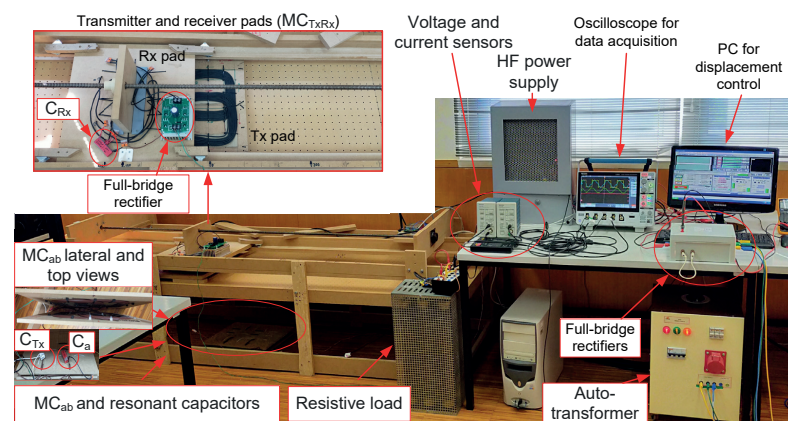 Transmitter and receiver pads (MCTxRx)
Rx pad
CRx
Tx pad
Full-bridge
rectifier
Voltage and
current sensors
HF power
supply
Oscilloscope for
data acquisition
PC for
displacement
control
MCab lateral and
top views
CTx
Ca
MCab and resonant capacitors
Resistive load
Full-bridge
rectifiers
Auto-
transformer